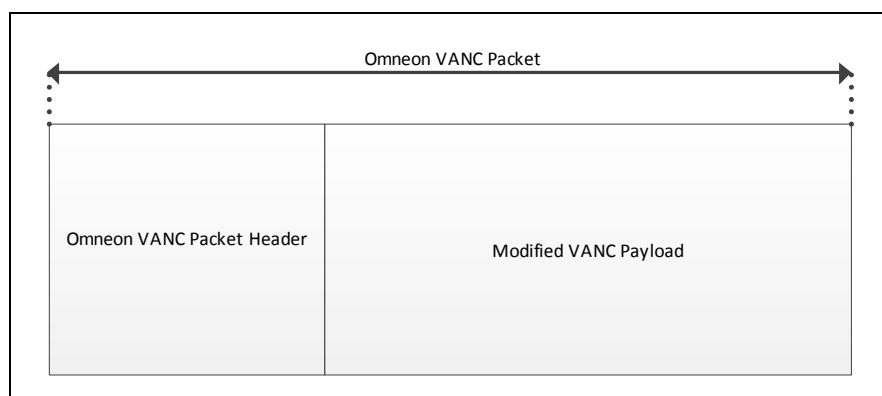 Omneon VANC Packet
Omneon VANC Packet Header
Modified VANC Payload